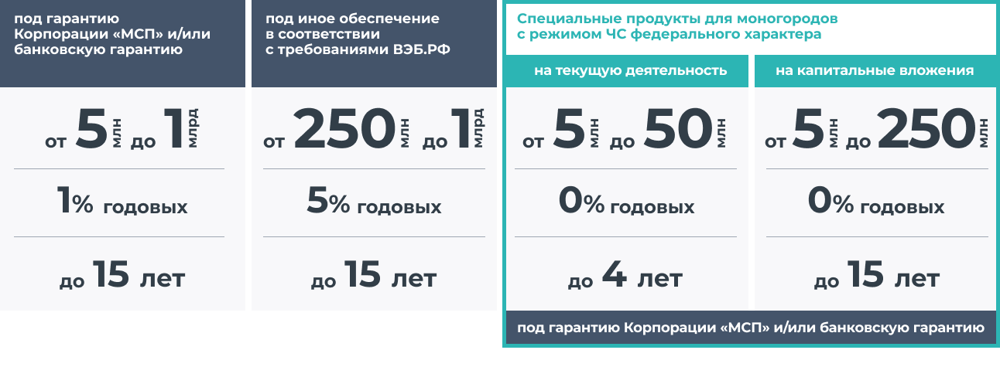 под гарантию
Корпорации «МСП» и/или
банковскую гарантию
от 5 млн до 1 млрд
1% годовых
до 15 лет
под иное обеспечение
в соответствии
с требованиями ВЭБ.РФ
от 250 млн до 1 млрд
5% годовых
до 15 лет
Специальные продукты для моногородов
с режимом ЧС федерального характера
на текущую деятельность
от 5 млн до 50 млн
0% годовых
до 4 лет
на капитальные вложения
от 5 млн до 250 млн
0% годовых
до 15 лет
под гарантию Корпорации «МСП» и/или банковскую гарантию